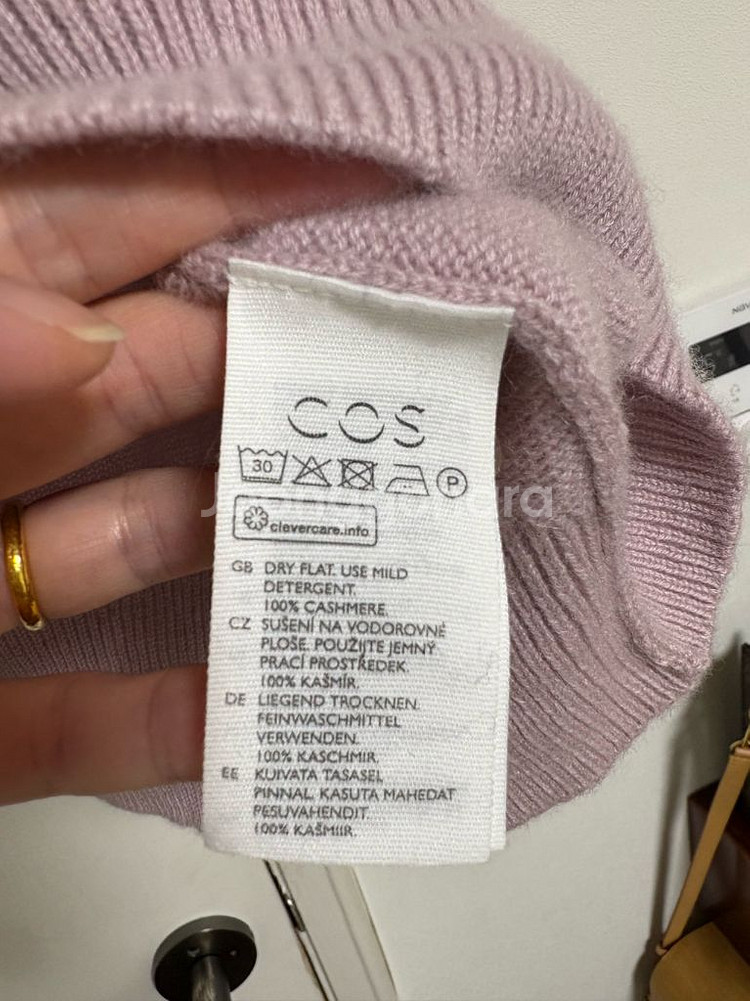 COS
30
P
clevercare.info
GB DRY FLAT. USE MILD
DETERGENT.
100% CASHMERE.
CZ SUŠENÍ NA VODOROVNÉ
PLOŠE. POUŽIJTE JEMNÝ
PRACÍ PROSTŘEDEK.
100% KAŠMÍR.
DE LIEGEND TROCKNEN.
FEINWASCHMITTEL
VERWENDEN.
100% KASCHMIR.
EE KUIVATA TASASEL
PINNAL. KASUTA MAHEDAT
PESUVAHENDIT.
100% KAŠMIIR.